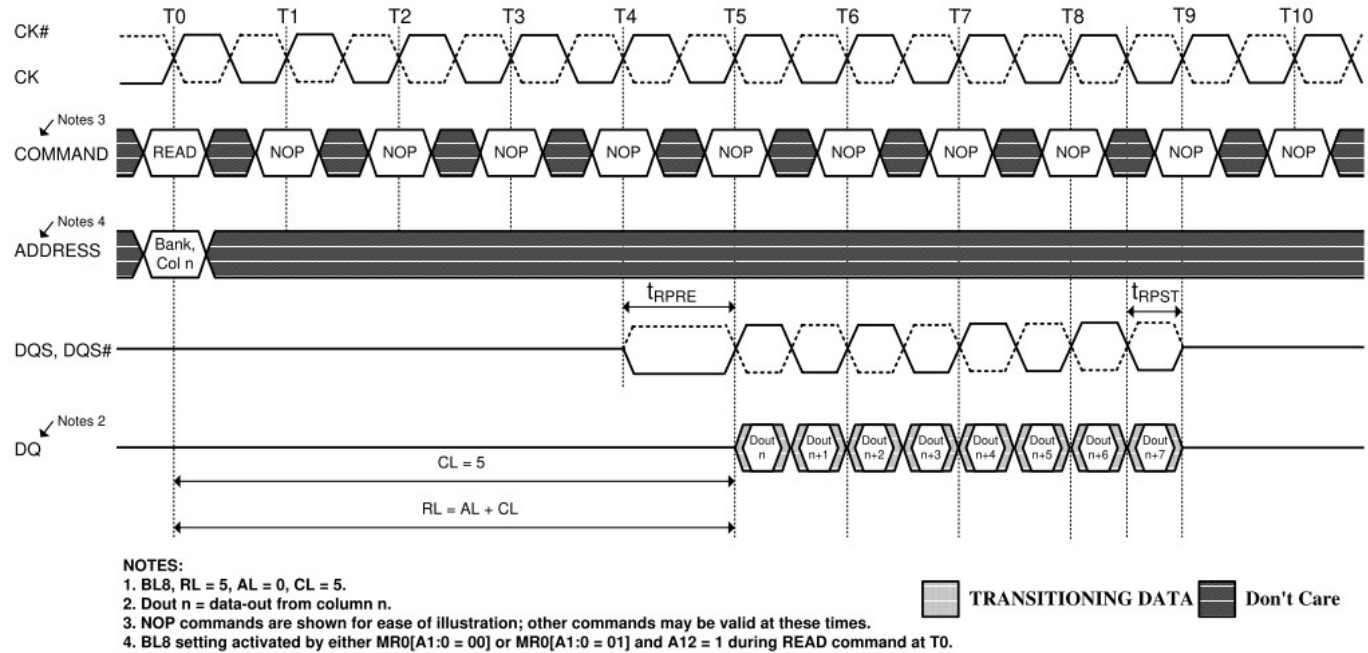 T0 T1 T2 T3 T4 T5 T6 T7 T8 T9 T10
CK#
CK
Notes 3
COMMAND READ NOP NOP NOP NOP NOP NOP NOP NOP NOP NOP
Notes 4
ADDRESS
Bank,
Col n
tRPRE tRPST
DQS, DQS#
Notes 2
DQ
Dout Dout Dout Dout Dout Dout Dout Dout
n n+1 n+2 n+3 n+4 n+5 n+6 n+7
CL = 5
RL = AL + CL
NOTES:
1. BL8, RL = 5, AL = 0, CL = 5.
2. Dout n = data-out from column n.
3. NOP commands are shown for ease of illustration; other commands may be valid at these times.
4. BL8 setting activated by either MR0[A1:0 = 00] or MR0[A1:0 = 01] and A12 = 1 during READ command at T0.
TRANSITIONING DATA Don't Care